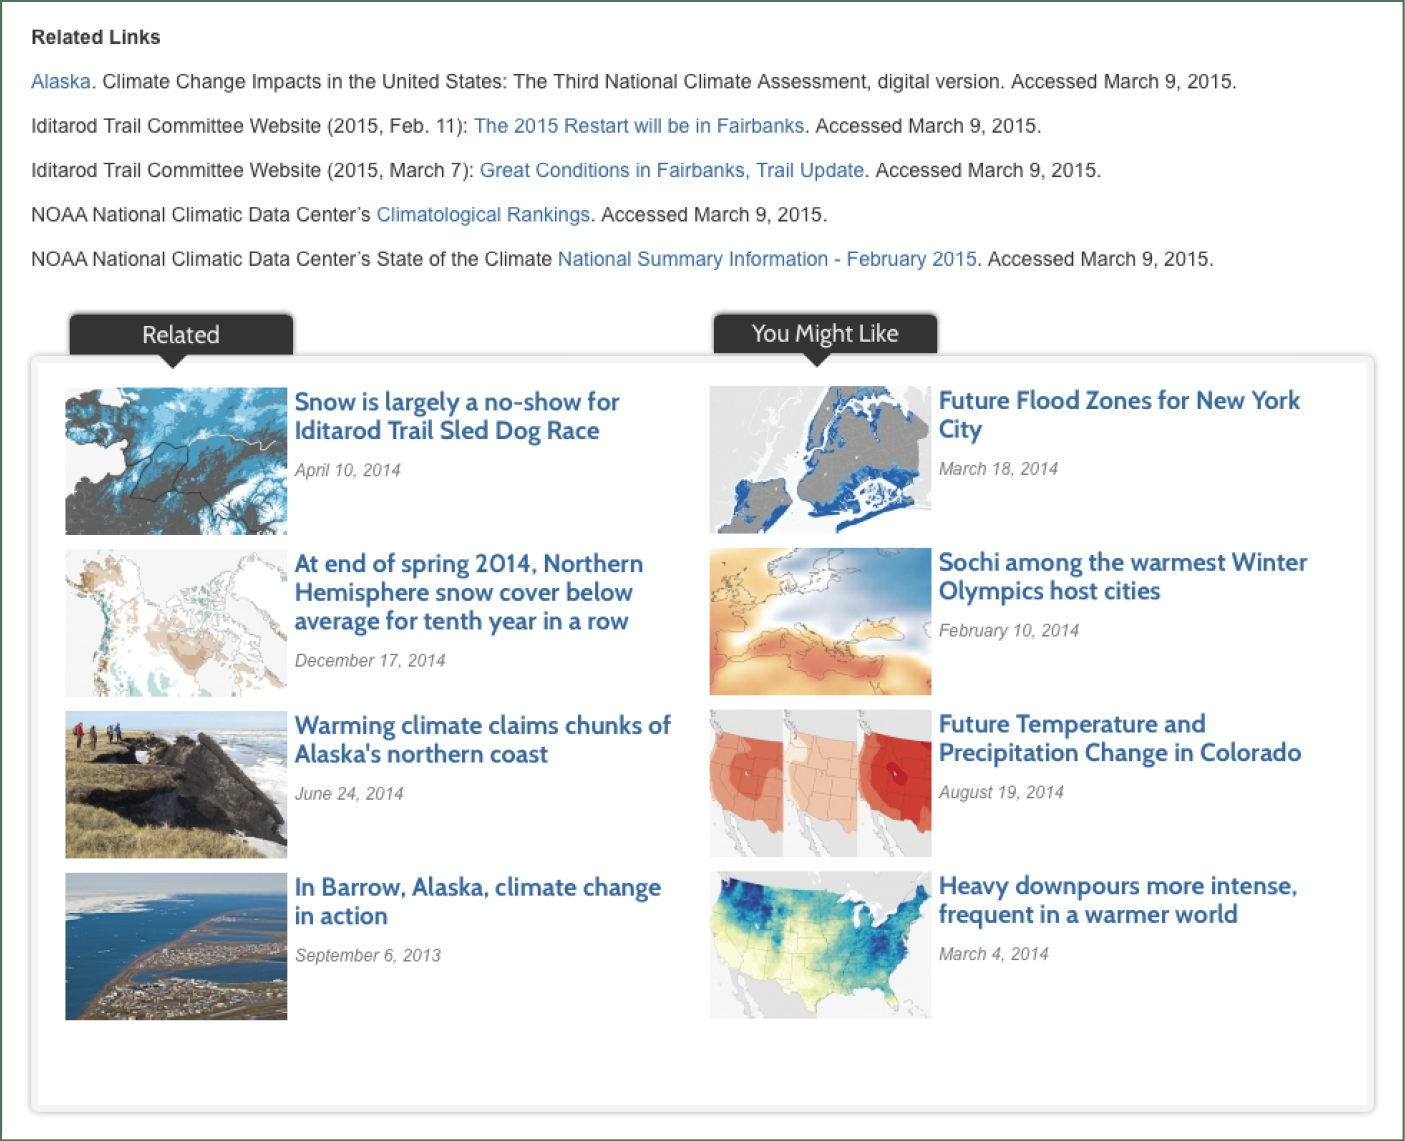 Related Links
Alaska. Climate Change Impacts in the United States: The Third National Climate Assessment, digital version. Accessed March 9, 2015.
Iditarod Trail Committee Website (2015, Feb. 11): The 2015 Restart will be in Fairbanks. Accessed March 9, 2015.
Iditarod Trail Committee Website (2015, March 7): Great Conditions in Fairbanks, Trail Update. Accessed March 9, 2015.
NOAA National Climatic Data Center's Climatological Rankings. Accessed March 9, 2015.
NOAA National Climatic Data Center's State of the Climate National Summary Information - February 2015. Accessed March 9, 2015.
Related
Snow is largely a no-show for
Iditarod Trail Sled Dog Race
April 10, 2014
At end of spring 2014, Northern
Hemisphere snow cover below
average for tenth year in a row
December 17, 2014
Warming climate claims chunks of
Alaska's northern coast
June 24, 2014
In Barrow, Alaska, climate change
in action
September 6, 2013
You Might Like
Future Flood Zones for New York
City
March 18, 2014
Sochi among the warmest Winter
Olympics host cities
February 10, 2014
Future Temperature and
Precipitation Change in Colorado
August 19, 2014
Heavy downpours more intense,
frequent in a warmer world
March 4, 2014